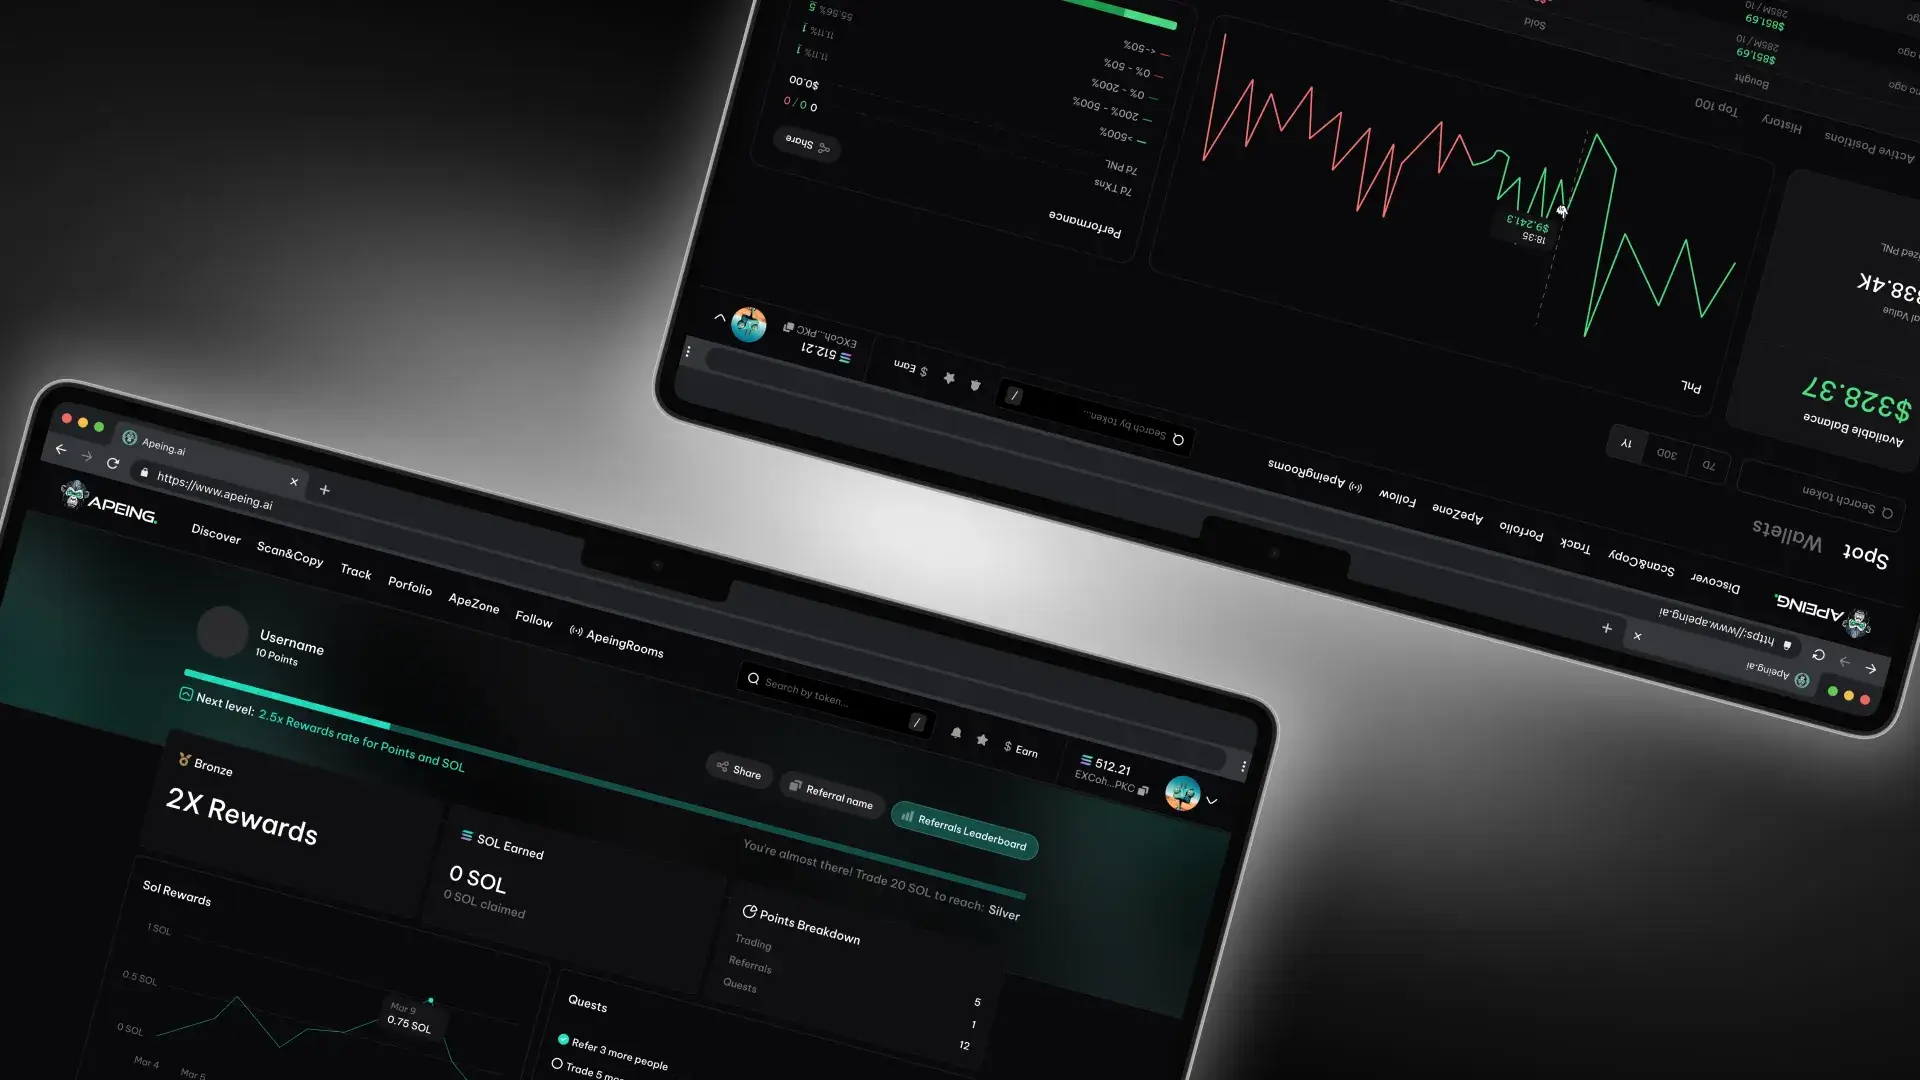 Apeing.ai
https://www.apeing.ai
APEING.
Discover
Scan&Copy
Track
Porfolio
ApeZone
Follow
ApeingRooms
Search by token...
/
$ Earn
512.21
EXCoh...PKC
Username
10 Points
Next level: 2.5x Rewards rate for Points and SOL
Share
Referral name
Referrals Leaderboard
You're almost there! Trade 20 SOL to reach: Silver
Bronze
2X Rewards
SOL Earned
0 SOL
0 SOL claimed
Points Breakdown
Trading
5
Referrals
1
Quests
12
Sol Rewards
1 SOL
0.5 SOL
0 SOL
Mar 9
0.75 SOL
Mar 4
Mar 5
Quests
Refer 3 more people
Trade 5
Apeing.ai
https://www.apeing.ai
APEING.
Discover
Scan&Copy
Track
Porfolio
ApeZone
Follow
ApeingRooms
Search by token...
/
$ Earn
512.21
EXCoh...PKC
Spot
Wallets
Search token
7D
30D
1Y
Available Balance
$328.37
PNL
PnL
18:35
$9,241.3
Performance
Share
7d TXns
0 / 0 0
7d PNL
$0.00
>500%
1 %11.11
200% - 500%
1 %11.11
0% - 200%
5 %55.56
0% - 50%
<-50%
Active Positions
History
Top 100
Bought
$851.69
285M / 10
Sold
$851.69
285M / 10
ago